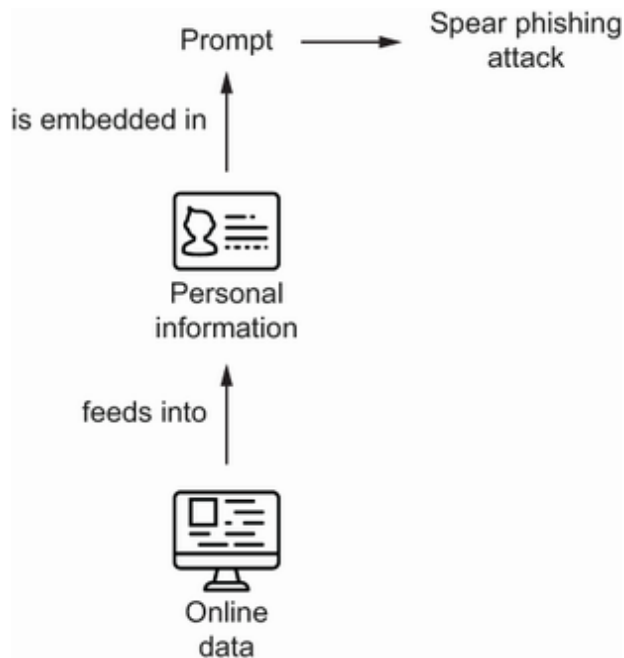 Prompt
Spear phishing
attack
is embedded in
Personal
information
feeds into
Online
data